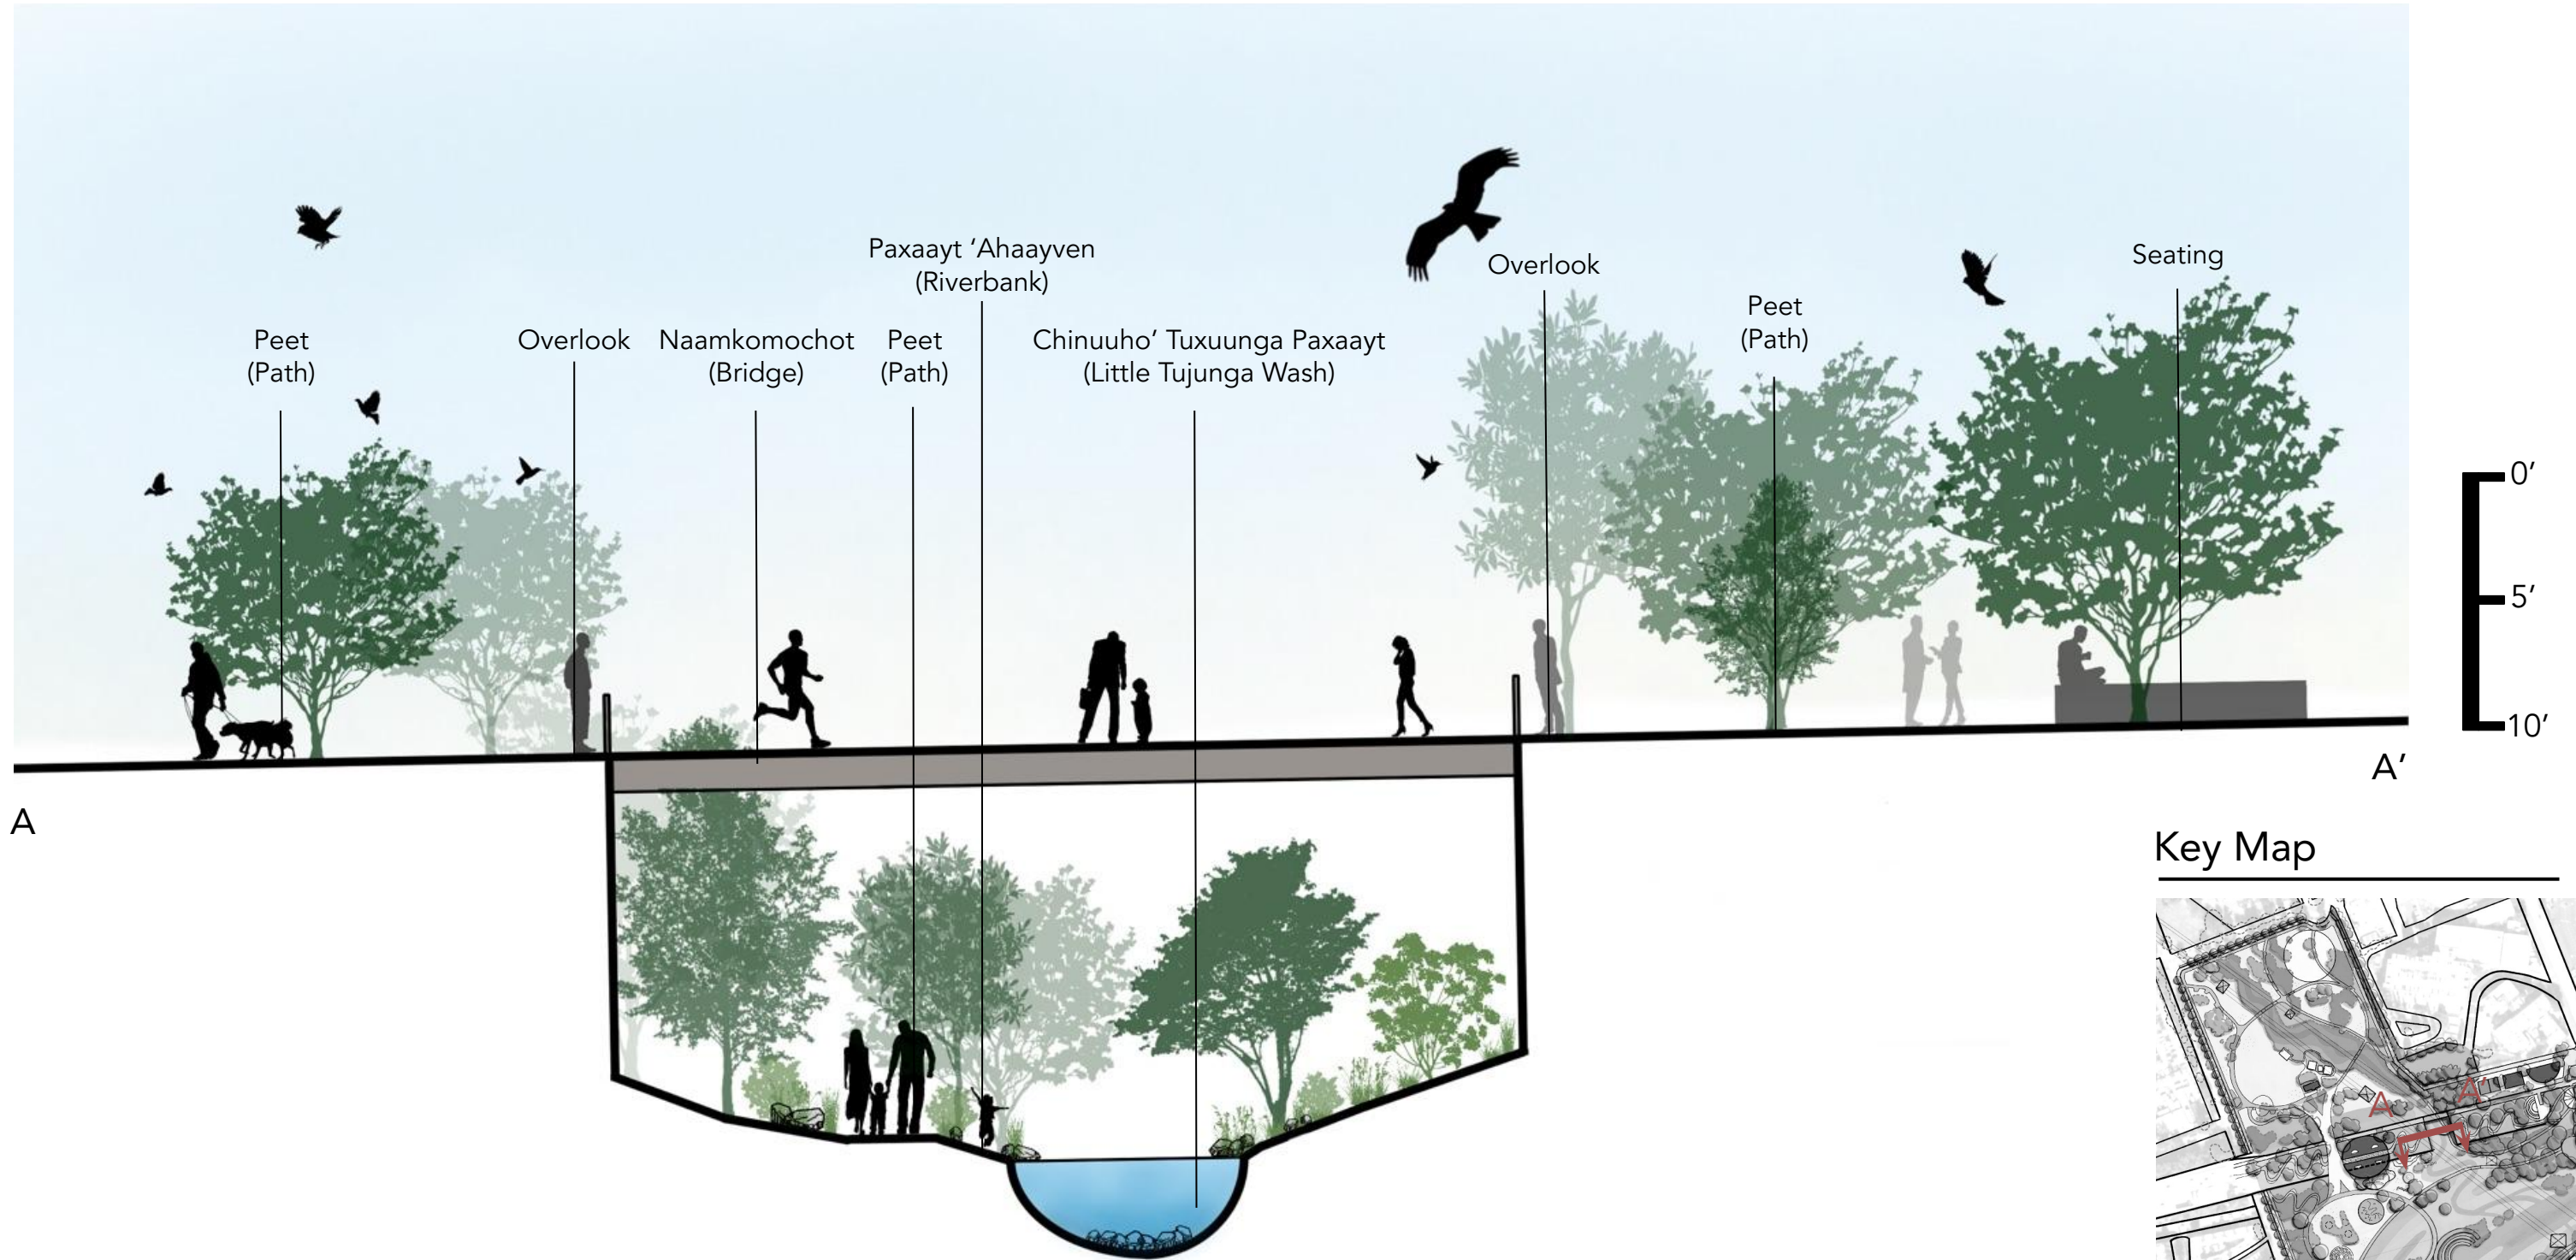 Paxaayt ‘Ahaayven
(Riverbank)
Peet
(Path)
Overlook
Naamkomochot
(Bridge)
Peet
(Path)
Chinuuho’ Tuxuunga Paxaayt
(Little Tujunga Wash)
Overlook
Peet
(Path)
Seating
0’
5’
10’
A
A’
Key Map
A
A’